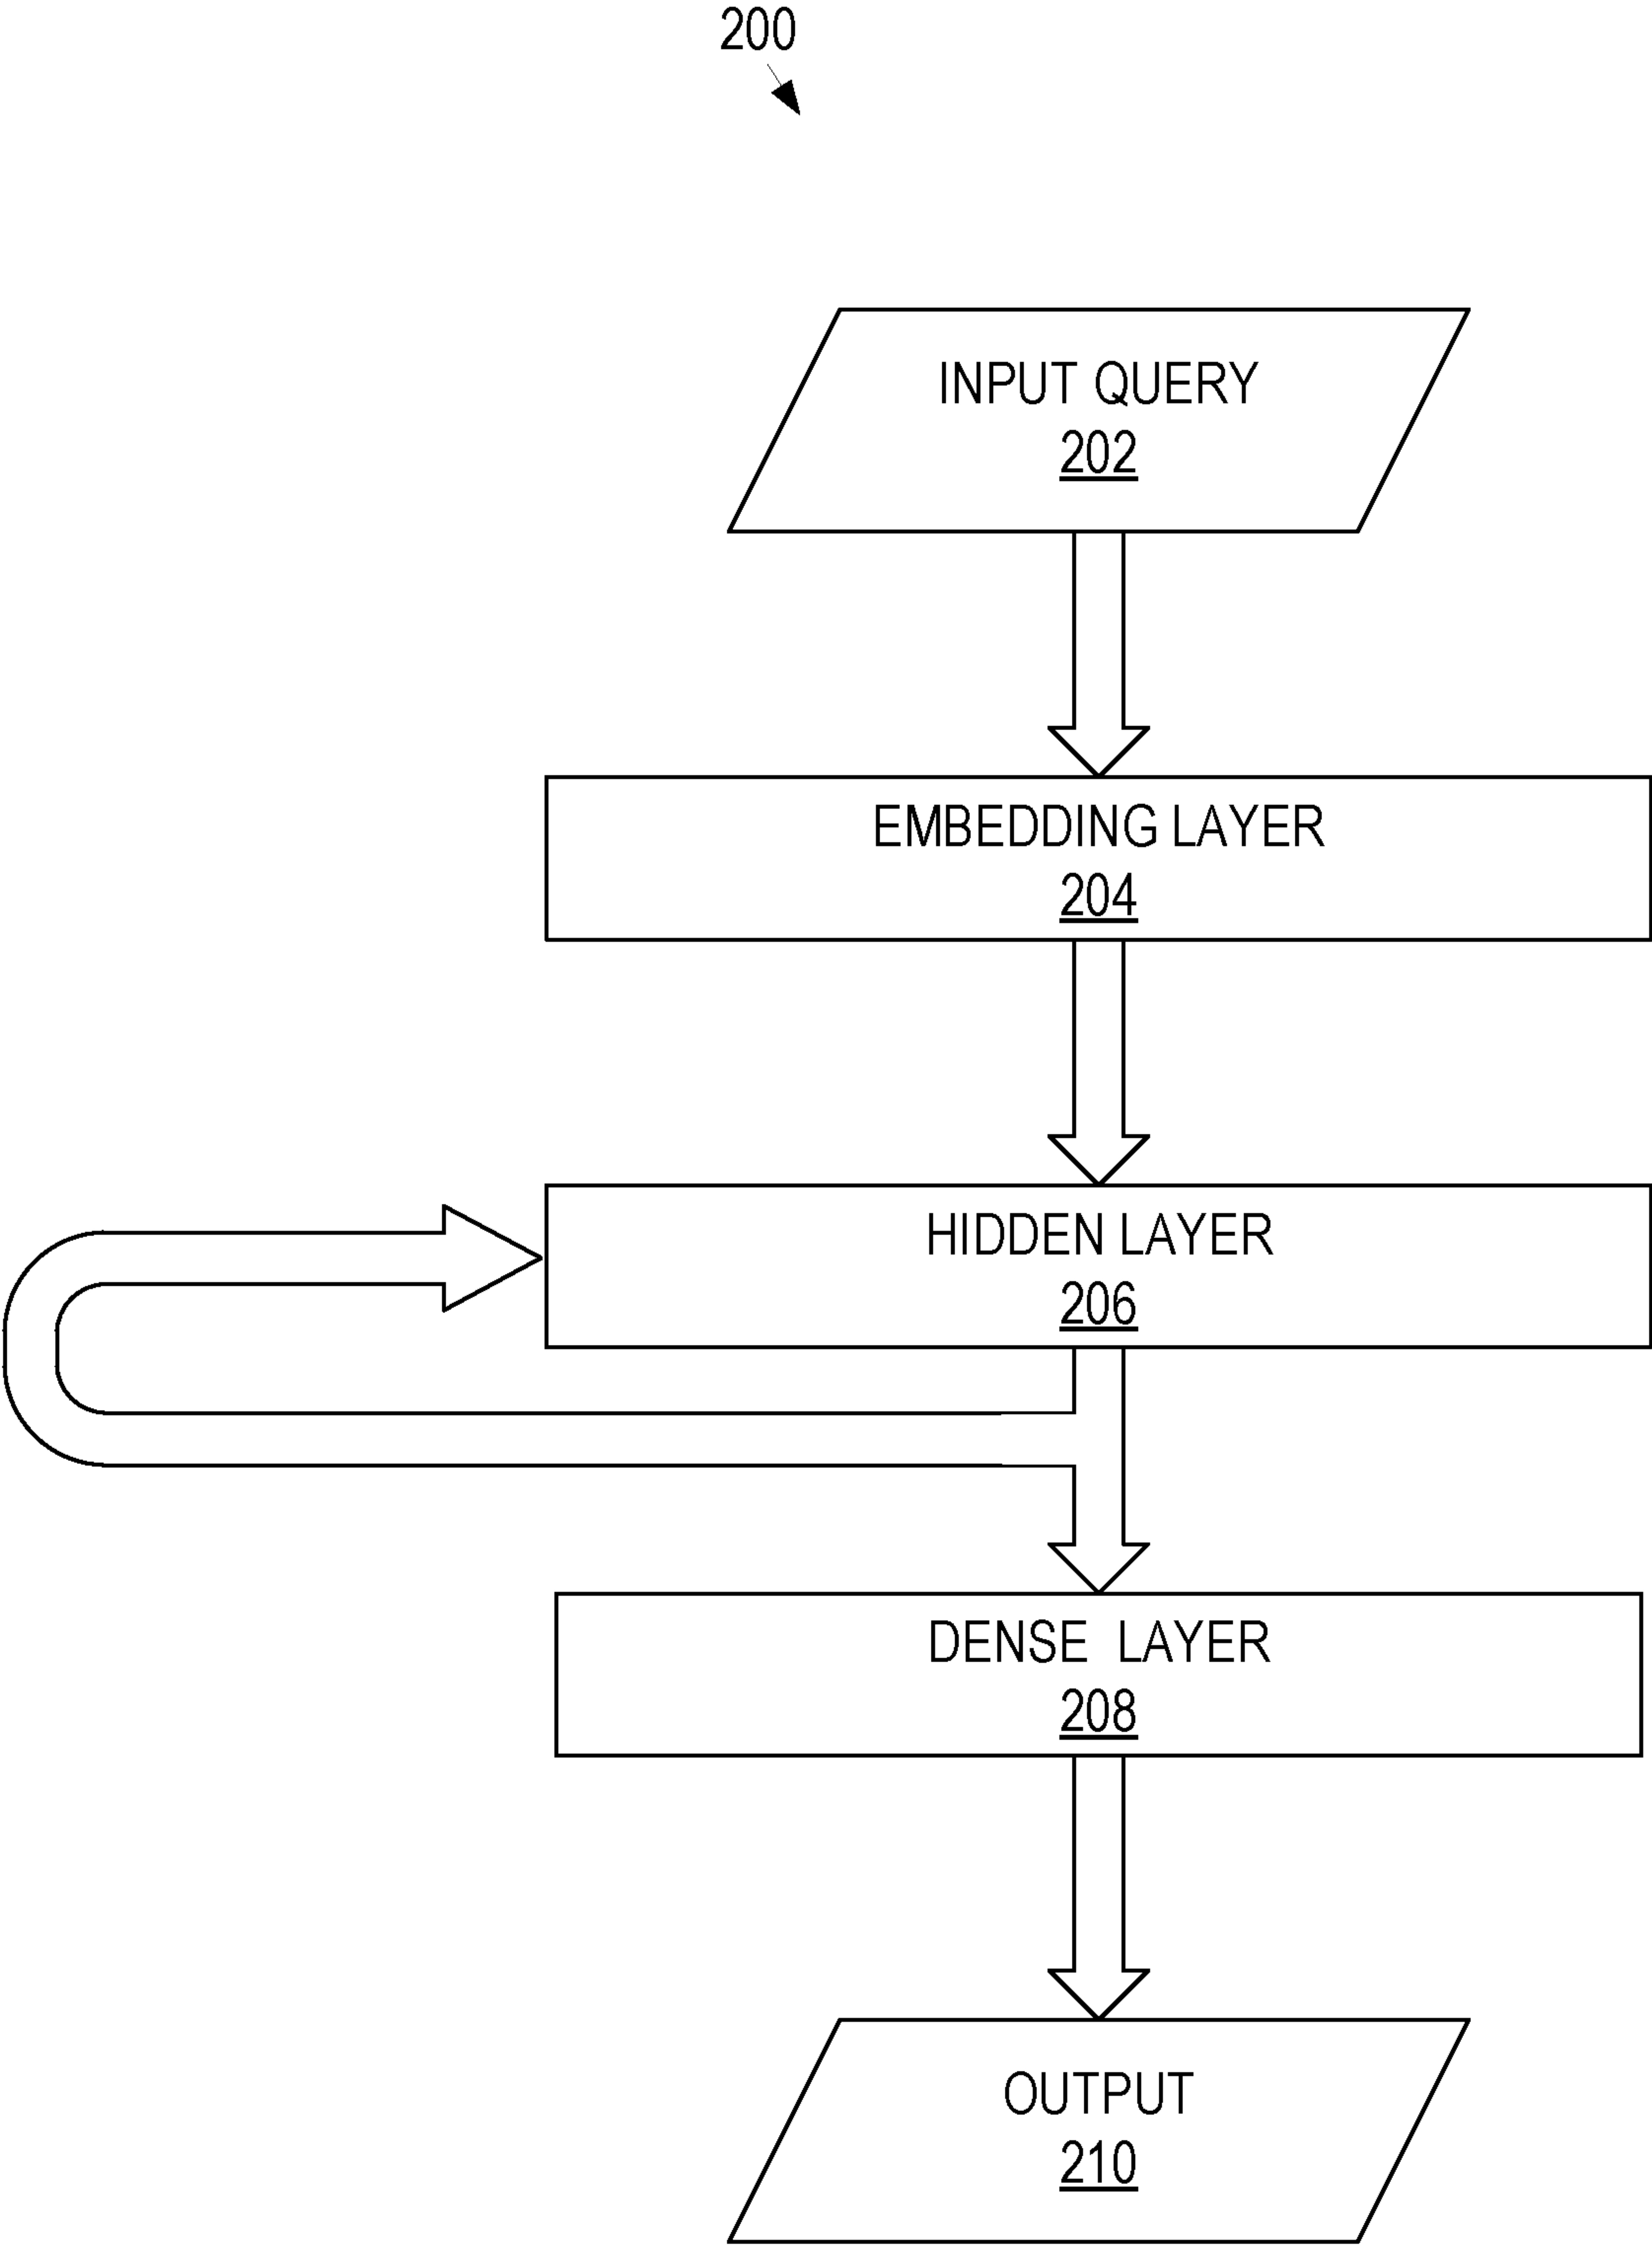 200
INPUT QUERY
202
EMBEDDING LAYER
204
HIDDEN LAYER
206
DENSE LAYER
208
OUTPUT
210